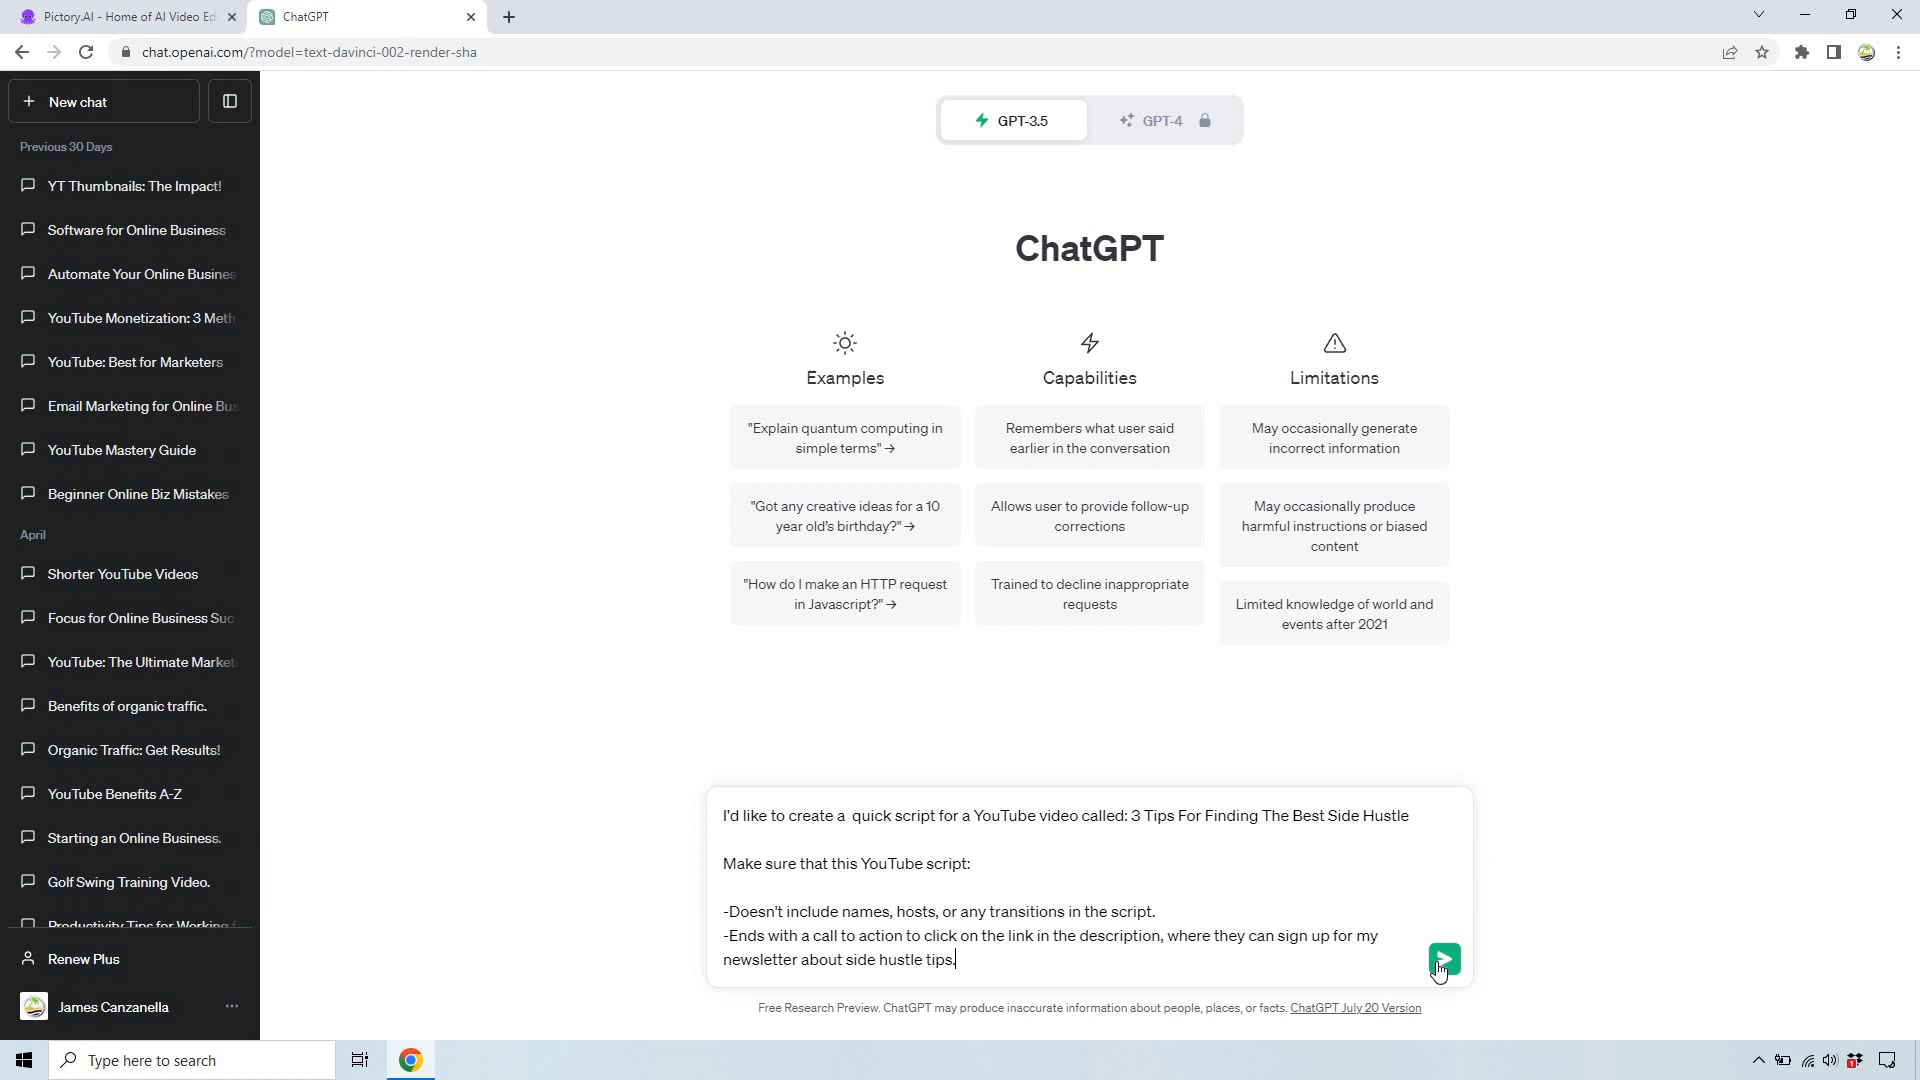 Pictory.AI - Home of AI Video Ed
ChatGPT
chat.openai.com/?model=text-davinci-002-render-sha
New chat
Previous 30 Days
YT Thumbnails: The Impact!
Software for Online Business
Automate Your Online Busines
YouTube Monetization: 3 Meth
YouTube: Best for Marketers
Email Marketing for Online Bus
YouTube Mastery Guide
Beginner Online Biz Mistakes
April
Shorter YouTube Videos
Focus for Online Business Suc
YouTube: The Ultimate Marketi
Benefits of organic traffic.
Organic Traffic: Get Results!
YouTube Benefits A-Z
Starting an Online Business.
Golf Swing Training Video.
Productivity Tips for Working f
Renew Plus
James Canzanella
GPT-3.5
GPT-4
ChatGPT
Examples
"Explain quantum computing in
simple terms" →
"Got any creative ideas for a 10
year old's birthday?" →
"How do I make an HTTP request
in Javascript?" →
Capabilities
Remembers what user said
earlier in the conversation
Allows user to provide follow-up
corrections
Trained to decline inappropriate
requests
Limitations
May occasionally generate
incorrect information
May occasionally produce
harmful instructions or biased
content
Limited knowledge of world and
events after 2021
I'd like to create a  quick script for a YouTube video called: 3 Tips For Finding The Best Side Hustle
Make sure that this YouTube script:
-Doesn't include names, hosts, or any transitions in the script.
-Ends with a call to action to click on the link in the description, where they can sign up for my
newsletter about side hustle tips.
Free Research Preview. ChatGPT may produce inaccurate information about people, places, or facts. ChatGPT July 20 Version
Type here to search
1